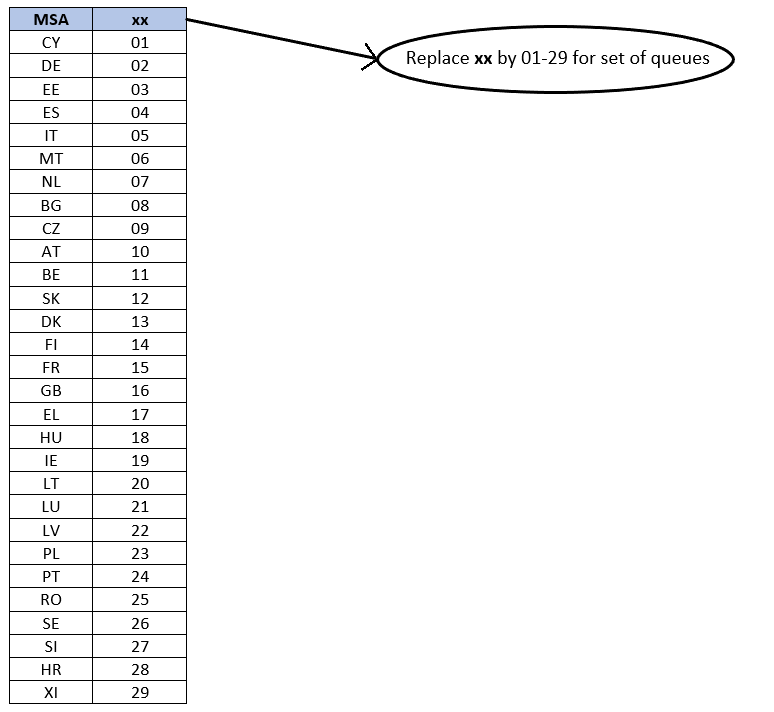 MSA xx
CY 01
DE 02
EE 03
ES 04
IT 05
MT 06
NL 07
BG 08
CZ 09
AT 10
BE 11
SK 12
DK 13
FI 14
FR 15
GB 16
EL 17
HU 18
IE 19
LT 20
LU 21
LV 22
PL 23
PT 24
RO 25
SE 26
SI 27
HR 28
XI 29
Replace xx by 01-29 for set of queues